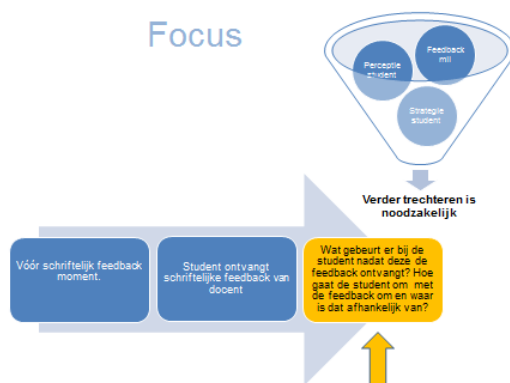 Focus
Feedback
mil
Perceptie
student
Strategie
student
Verder trechteren is
noodzakelijk
Vóór schriftelijk feedback
moment.
Student ontvangt
schriftelijke feedback van
docent
Wat gebeurt er bij de
student nadat deze de
feedback ontvangt? Hoe
gaat de student om met
de feedback om en waar
is dat afhankelijk van?